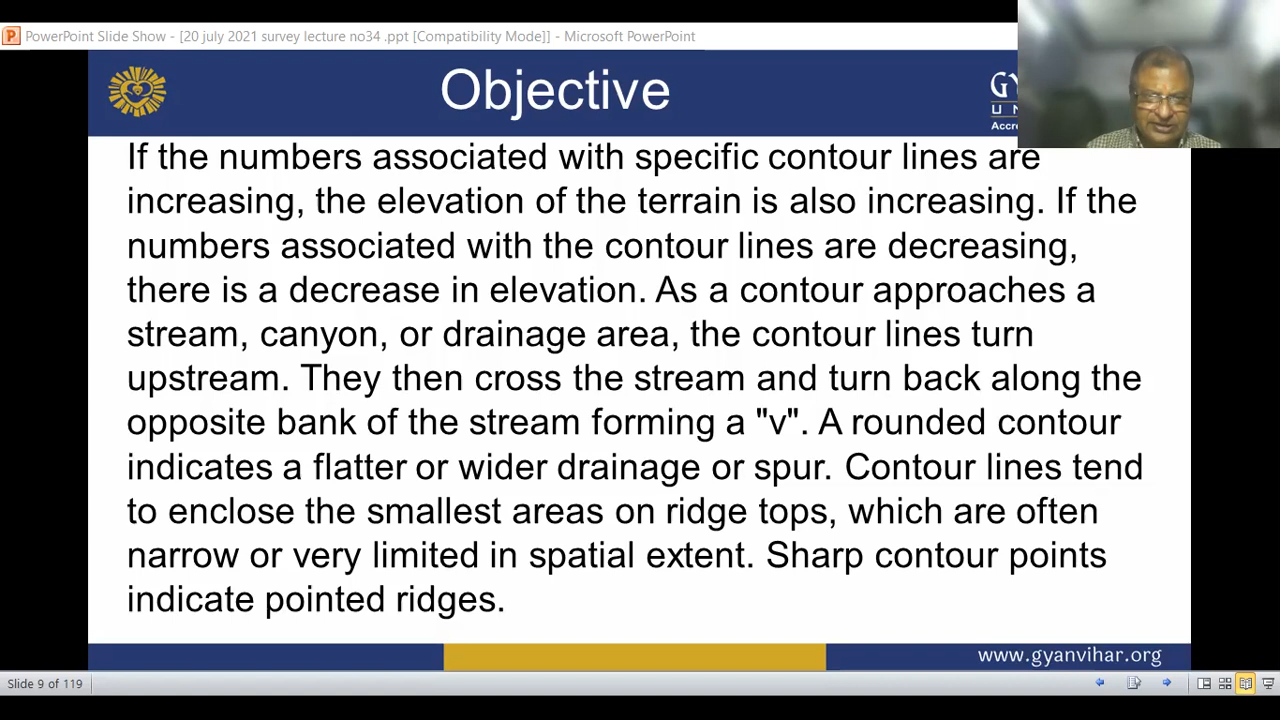 PowerPoint Slide Show - [20 july 2021 survey lecture no34 .ppt [Compatibility Mode]] - Microsoft PowerPoint
Objective
GY
U N
Accre
If the numbers associated with specific contour lines are
increasing, the elevation of the terrain is also increasing. If the
numbers associated with the contour lines are decreasing,
there is a decrease in elevation. As a contour approaches a
stream, canyon, or drainage area, the contour lines turn
upstream. They then cross the stream and turn back along the
opposite bank of the stream forming a "v". A rounded contour
indicates a flatter or wider drainage or spur. Contour lines tend
to enclose the smallest areas on ridge tops, which are often
narrow or very limited in spatial extent. Sharp contour points
indicate pointed ridges.
www.gyanvihar.org
Slide 9 of 119